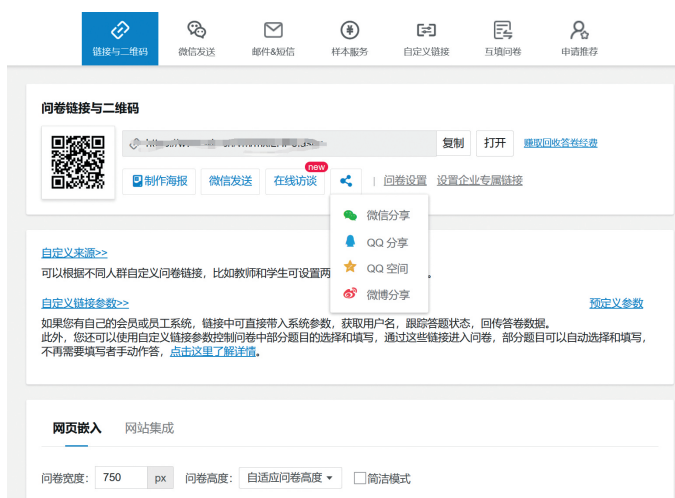 链接与二维码 微信发送 邮件&短信 样本服务 自定义链接 互填问卷 申请推荐
问卷链接与二维码
复制 打开 赚取回收答卷经费
new
制作海报 微信发送 在线访谈 | 问卷设置 设置企业专属链接
微信分享
QQ 分享
QQ 空间
微博分享
自定义来源>>
可以根据不同人群自定义问卷链接，比如教师和学生可设置两 。
自定义链接参数>> 预定义参数
如果您有自己的会员或员工系统，链接中可直接带入系统参数，获取用户名，跟踪答题状态，回传答卷数据。
此外，您还可以使用自定义链接参数控制问卷中部分题目的选择和填写，通过这些链接进入问卷，部分题目可以自动选择和填写，
不再需要填写者手动作答，点击这里了解详情。
网页嵌入 网站集成
问卷宽度： 750 px 问卷高度： 自适应问卷高度 简洁模式